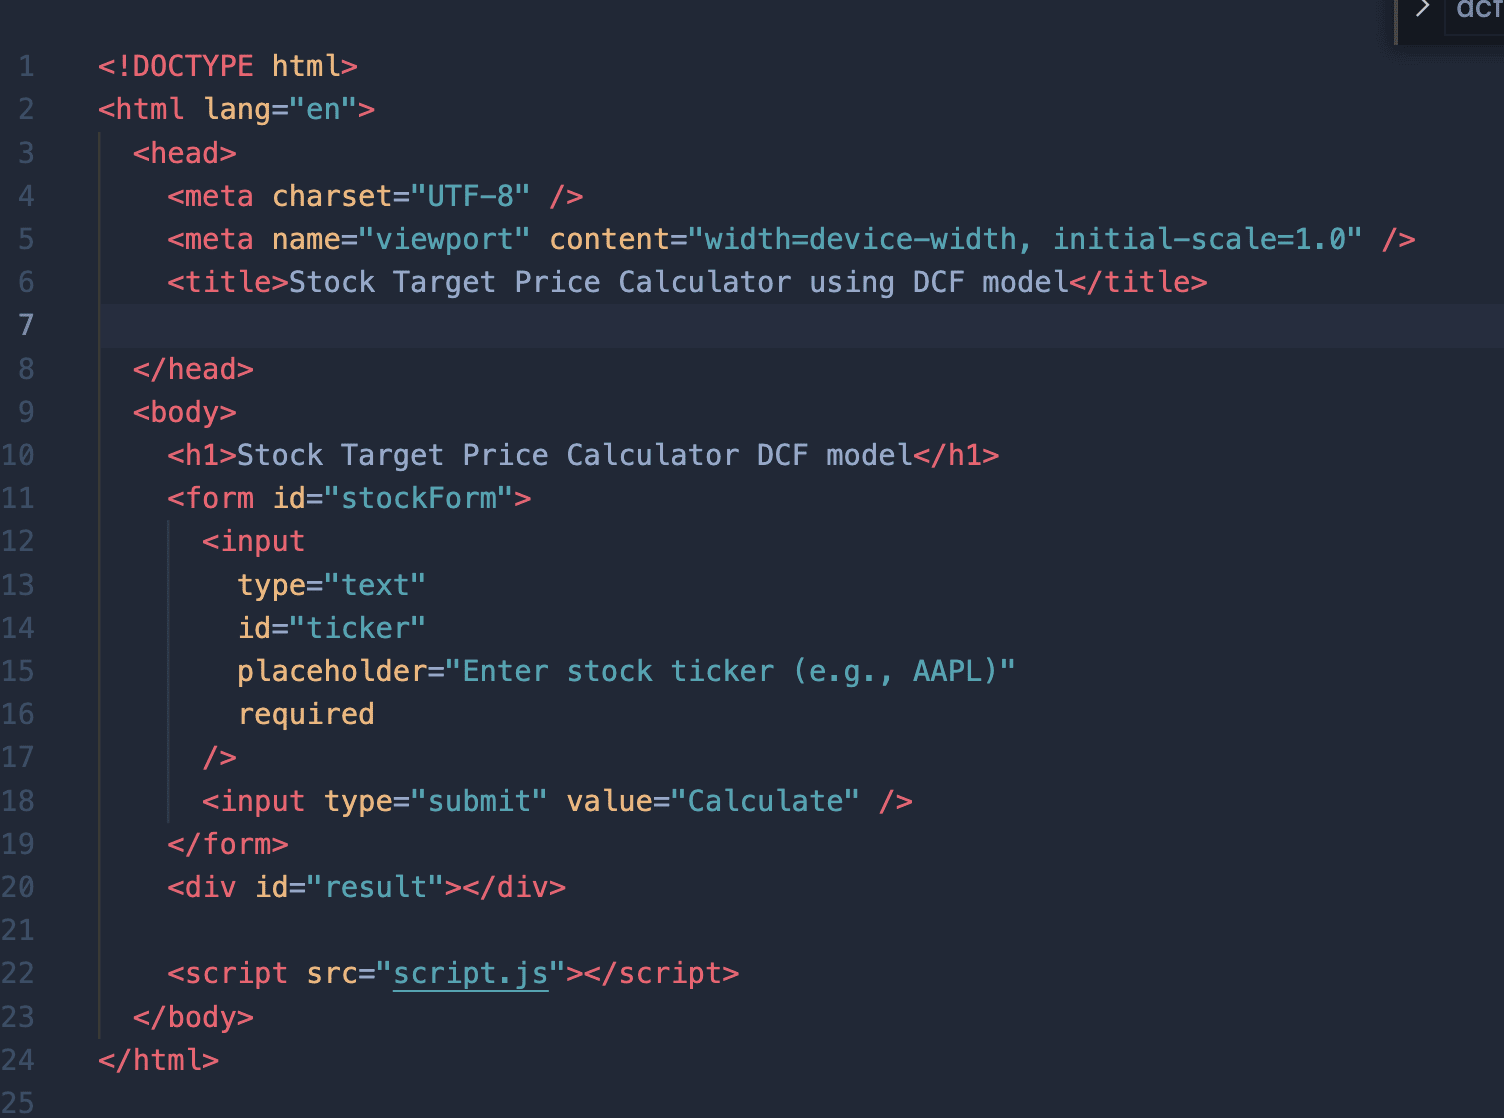 dcf
1 <!DOCTYPE html>
2 <html lang="en">
3 <head>
4 <meta charset="UTF-8" />
5 <meta name="viewport" content="width=device-width, initial-scale=1.0" />
6 <title>Stock Target Price Calculator using DCF model</title>
7
8 </head>
9 <body>
10 <h1>Stock Target Price Calculator DCF model</h1>
11 <form id="stockForm">
12 <input
13 type="text"
14 id="ticker"
15 placeholder="Enter stock ticker (e.g., AAPL)"
16 required
17 />
18 <input type="submit" value="Calculate" />
19 </form>
20 <div id="result"></div>
21
22 <script src="script.js"></script>
23 </body>
24 </html>
25